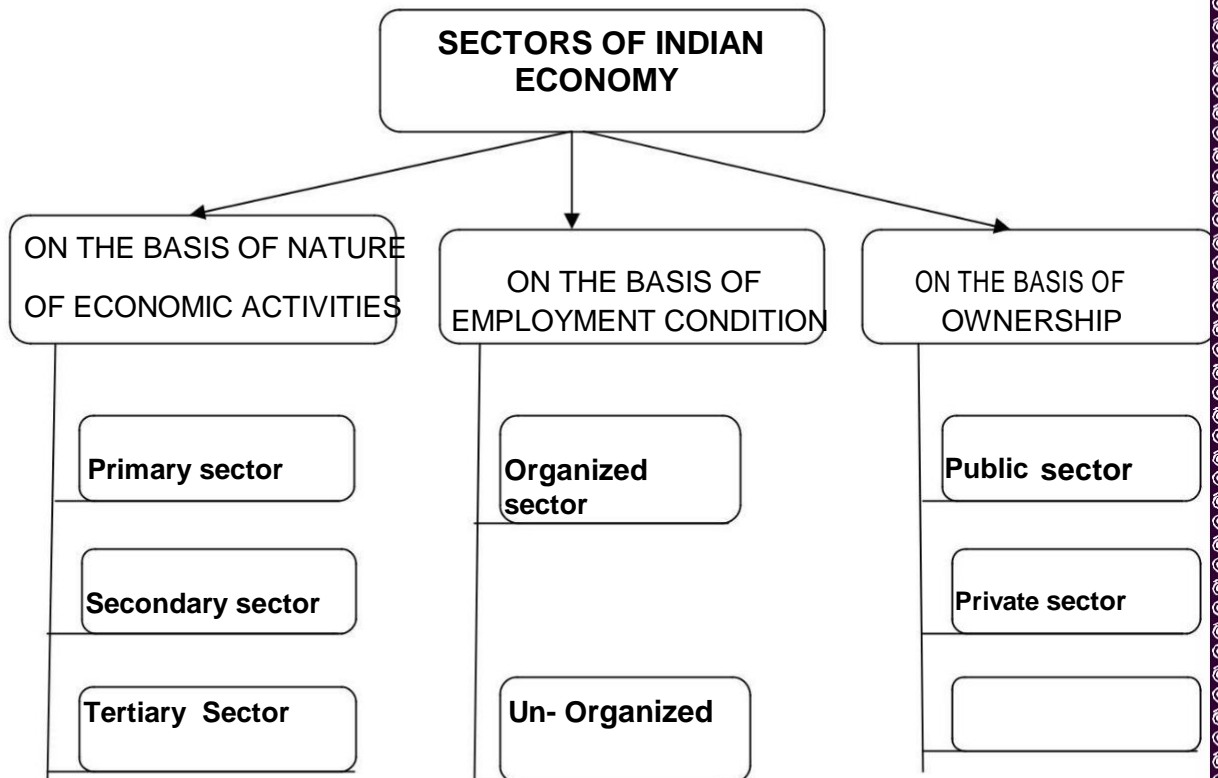 SECTORS OF INDIAN
ECONOMY
ON THE BASIS OF NATURE
OF ECONOMIC ACTIVITIES
ON THE BASIS OF
EMPLOYMENT CONDITION
ON THE BASIS OF
OWNERSHIP
Primary sector
Secondary sector
Tertiary Sector
Organized
sector
Un- Organized
Public sector
Private sector